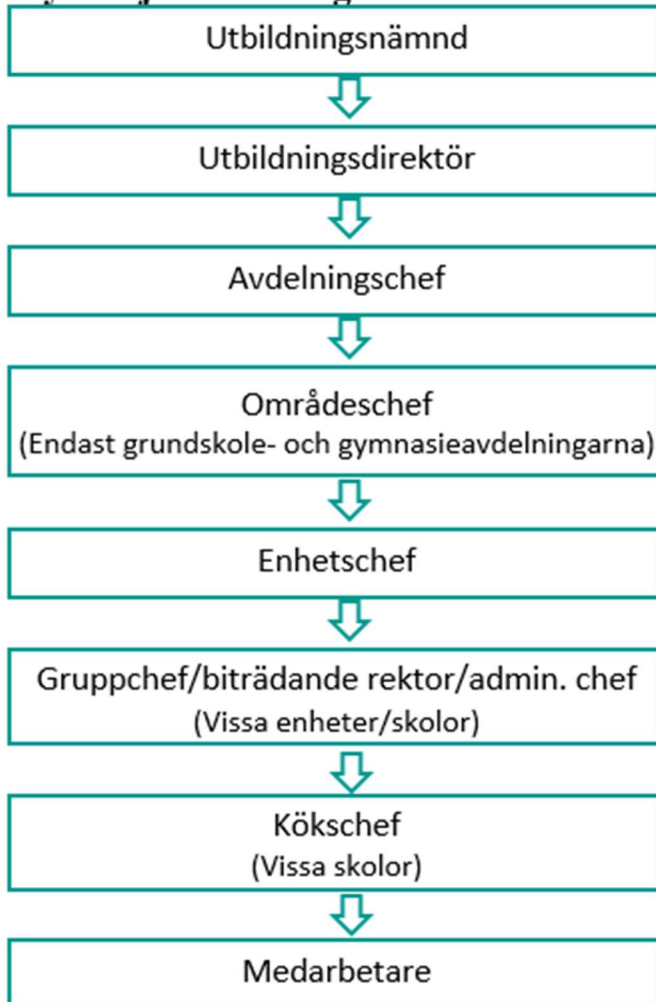 Utbildningsnämnd
Utbildningsdirektör
Avdelningschef
Områdeschef
(Endast grundskole- och gymnasieavdelningarna)
Enhetschef
Gruppchef/biträdande rektor/admin. chef
(Vissa enheter/skolor)
Kökschef
(Vissa skolor)
Medarbetare